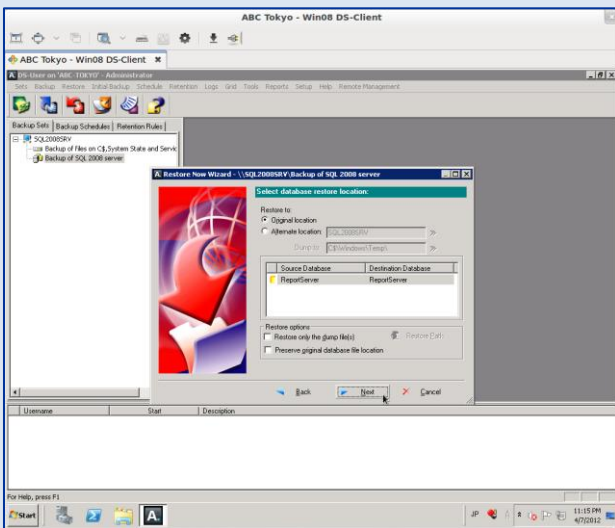 ABC Tokyo - Win08 DS-Client
ABC Tokyo - Win08 DS-Client
DS-User on 'ABC-TOKYO' - Administrator
Sets Backup Restore Initial Backup Schedule Retention Logs Grid Tools Reports Setup Help Remote Management
Backup Sets Backup Schedules Retention Rules
SQL2008SRV
Backup of files on C$,System State and Servic
Backup of SQL 2008 server
Restore Now Wizard - \\SQL2008SRV\Backup of SQL 2008 server
Select database restore location:
Restore to:
Original location
Alternate location: SQL2008SRV >>
Dump to: C$\Windows\Temp\ >>
Source Database Destination Database
ReportServer ReportServer
Restore options
Restore only the dump file(s) Restore Path
Preserve original database file location
Back Next Cancel
Username Start Description
For Help, press F1
Start JP 11:15 PM
4/7/2012